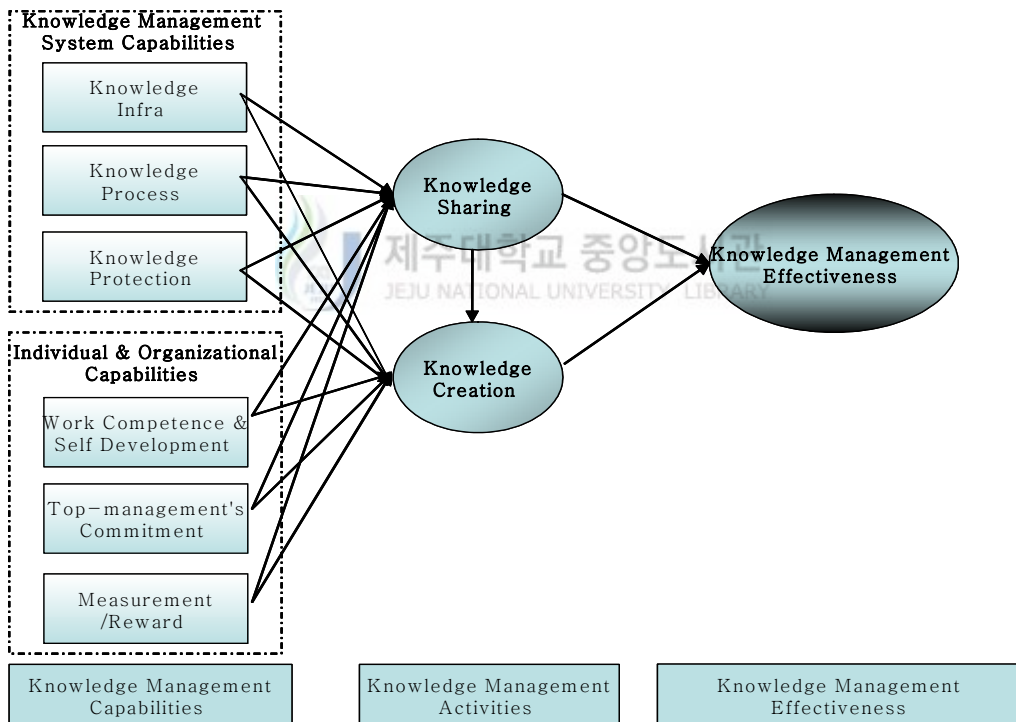 Knowledge Management
System Capabilities
Knowledge
Infra
Knowledge
Process
Knowledge
Protection
Individual & Organizational
Capabilities
Work Competence &
Self Development
Top-management's
Commitment
Measurement
/Reward
Knowledge
Sharing
Knowledge
Creation
제주대학교 중앙도서관
JEJU NATIONAL UNIVERSITY LIBRARY
Knowledge Management
Effectiveness
Knowledge Management
Capabilities
Knowledge Management
Activities
Knowledge Management
Effectiveness